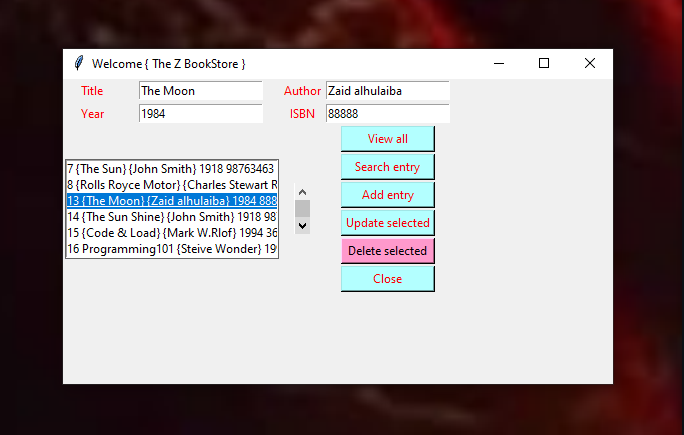 Welcome { The Z BookStore }
Title The Moon Author Zaid alhulaiba
Year 1984 ISBN 88888
View all
Search entry
Add entry
Update selected
Delete selected
Close
7 {The Sun} {John Smith} 1918 98763463
8 {Rolls Royce Motor} {Charles Stewart R
13 {The Moon} {Zaid alhulaiba} 1984 888
14 {The Sun Shine} {John Smith} 1918 98
15 {Code & Load} {Mark W.Rlof} 1994 36
16 Programming101 {Steive Wonder} 19